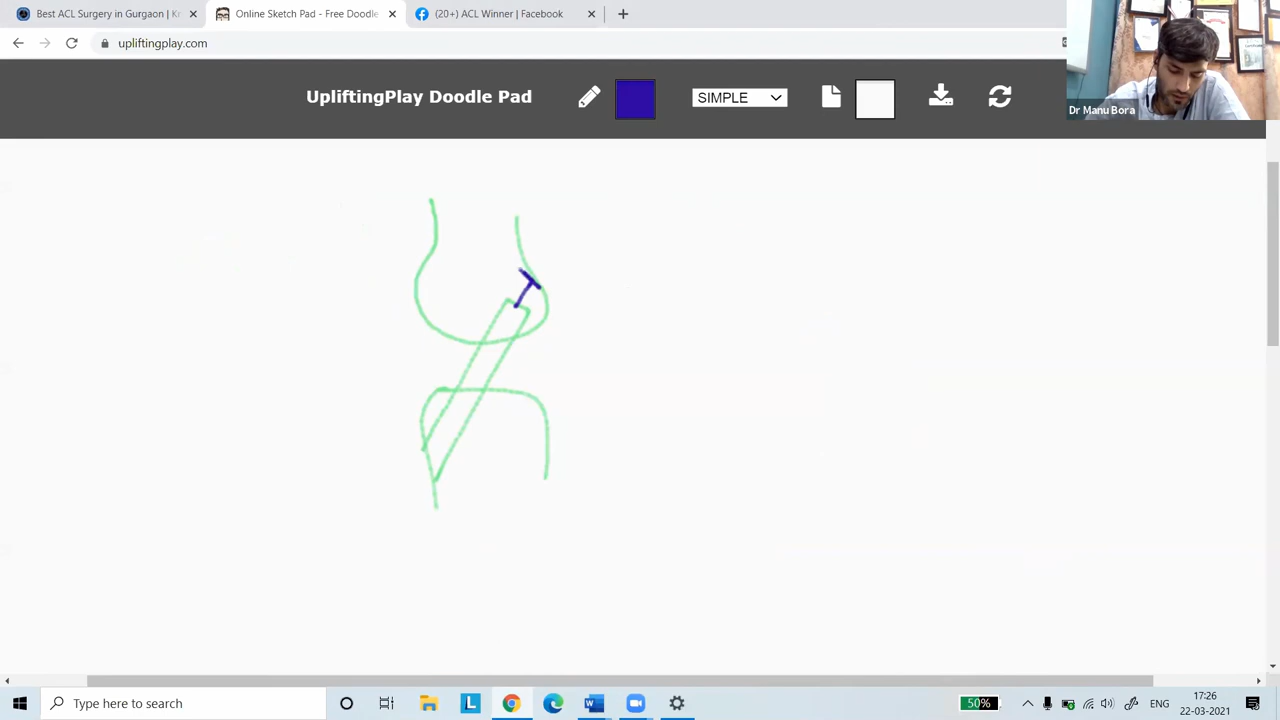 Best ACL Surgery in Gurgaon | Kr
Online Sketch Pad - Free Doodle
(20+) ACL Winner | Facebook
upliftingplay.com
UpliftingPlay Doodle Pad
SIMPLE
Dr Manu Bora
Type here to search
50%
ENG
17:26
22-03-2021